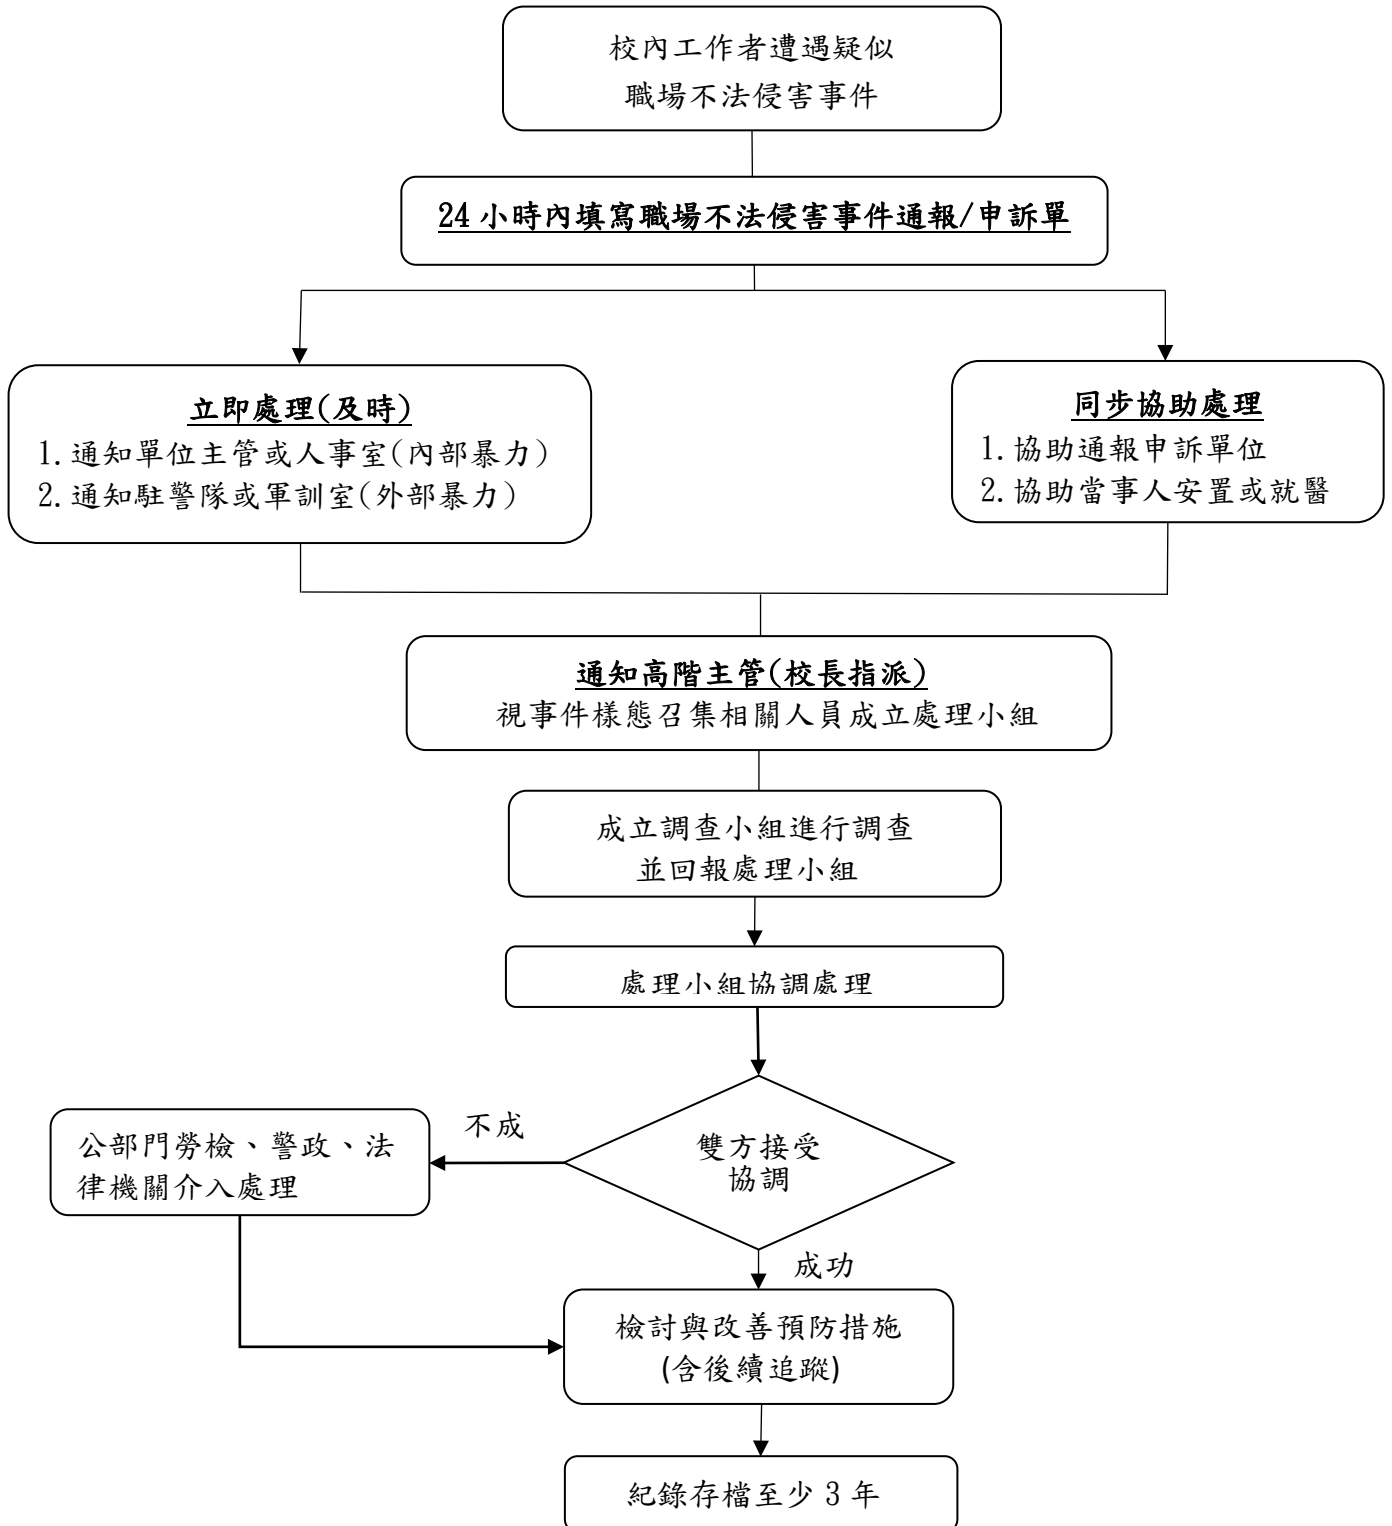 校內工作者遭遇疑似
職場不法侵害事件
24 小時內填寫職場不法侵害事件通報/申訴單
立即處理(及時)
1.通知單位主管或人事室(內部暴力)
2.通知駐警隊或軍訓室(外部暴力)
同步協助處理
1.協助通報申訴單位
2.協助當事人安置或就醫
通知高階主管(校長指派)
視事件樣態召集相關人員成立處理小組
成立調查小組進行調查
並回報處理小組
處理小組協調處理
雙方接受
協調
不成
公部門勞檢、警政、法
律機關介入處理
成功
檢討與改善預防措施
(含後續追蹤)
紀錄存檔至少 3 年